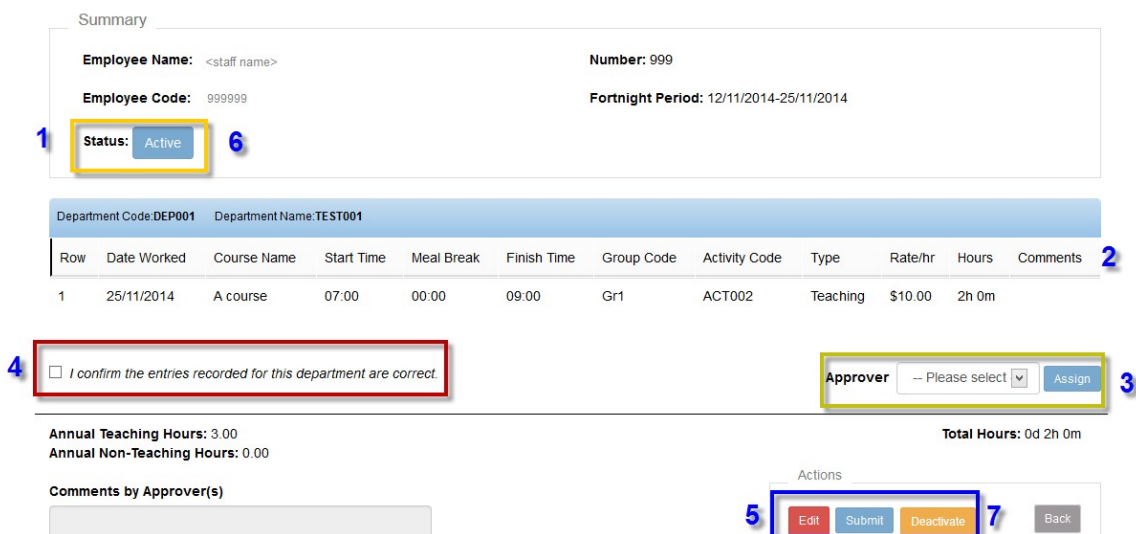 Summary
Employee Name: <staff name> Number: 999
Employee Code: 999999 Fortnight Period: 12/11/2014-25/11/2014
1 Status: Active 6
Department Code:DEP001 Department Name:TEST001
Row Date Worked Course Name Start Time Meal Break Finish Time Group Code Activity Code Type Rate/hr Hours Comments 2
1 25/11/2014 A course 07:00 00:00 09:00 Gr1 ACT002 Teaching $10.00 2h 0m
4 I confirm the entries recorded for this department are correct. Approver -- Please select Assign 3
Annual Teaching Hours: 3.00 Total Hours: 0d 2h 0m
Annual Non-Teaching Hours: 0.00
Actions
Comments by Approver(s)
5 Edit Submit Deactivate 7 Back